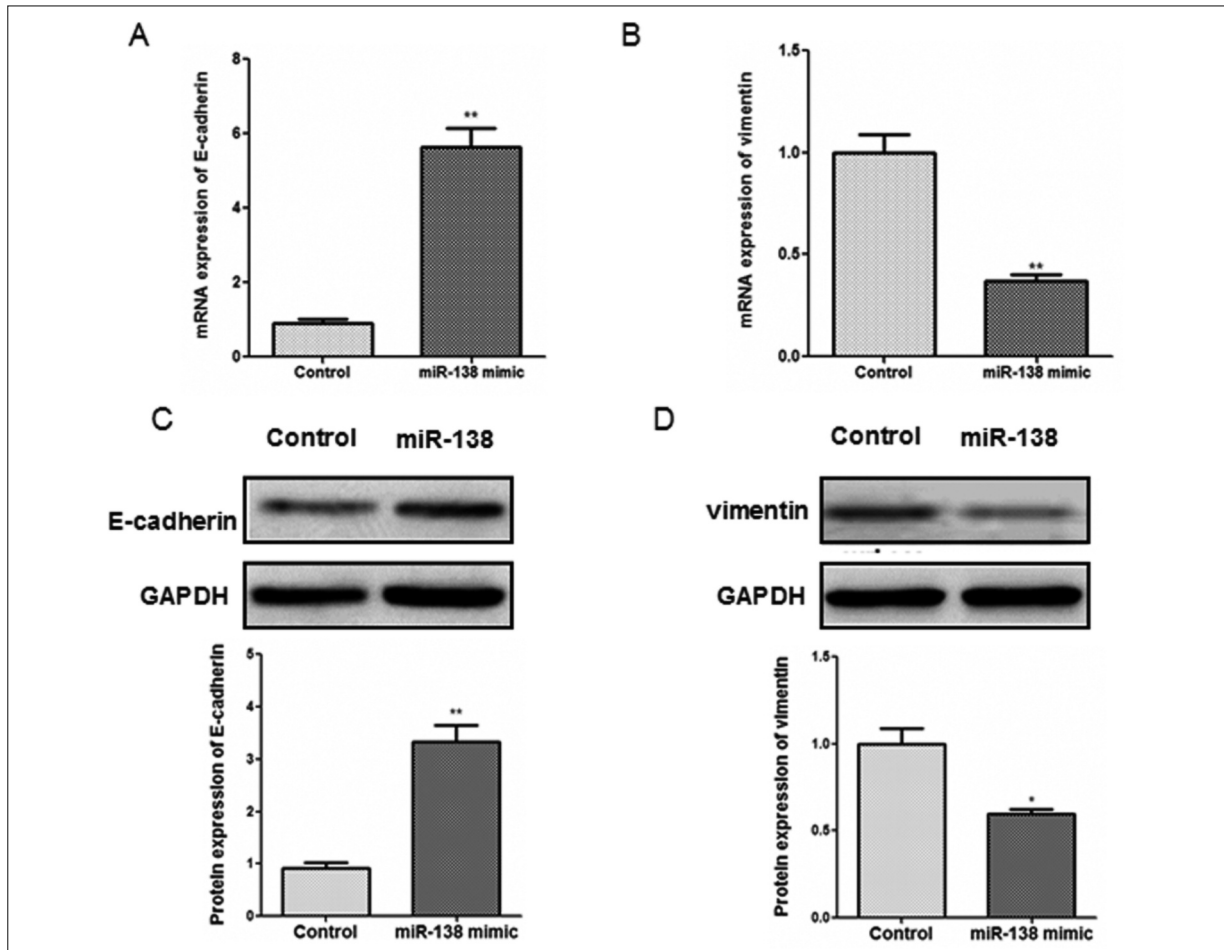 A
mRNA expression of E-cadherin
8
6
4
2
0
**
Control
miR-138 mimic
B
mRNA expression of vimentin
1.5
1.0
0.5
0.0
**
Control
miR-138 mimic
C
Control miR-138
E-cadherin
GAPDH
Protein expression of E-cadherin
5
4
3
2
1
0
**
Control
miR-138 mimic
D
Control miR-138
vimentin
GAPDH
Protein expression of vimentin
1.5
1.0
0.5
0.0
*
Control
miR-138 mimic